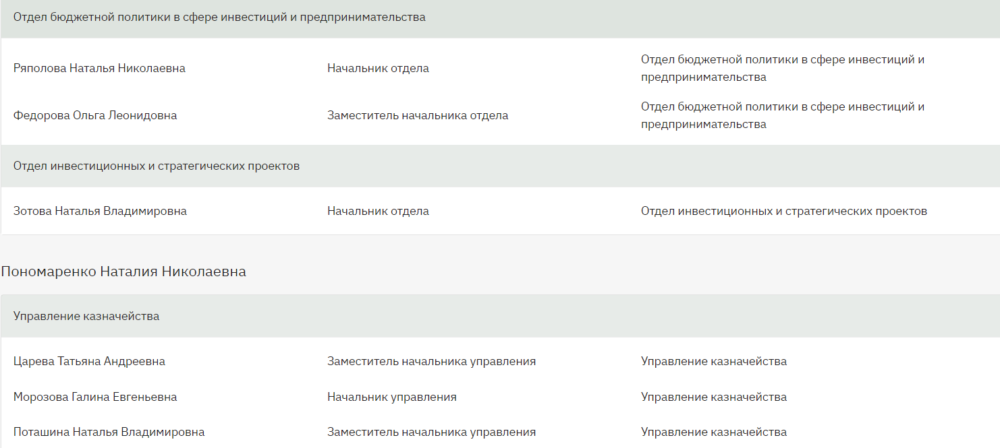 Отдел бюджетной политики в сфере инвестиций и предпринимательства
Ряполова Наталья Николаевна
Начальник отдела
Отдел бюджетной политики в сфере инвестиций и
предпринимательства
Федорова Ольга Леонидовна
Заместитель начальника отдела
Отдел бюджетной политики в сфере инвестиций и
предпринимательства
Отдел инвестиционных и стратегических проектов
Зотова Наталья Владимировна
Начальник отдела
Отдел инвестиционных и стратегических проектов
Пономаренко Наталия Николаевна
Управление казначейства
Царева Татьяна Андреевна
Заместитель начальника управления
Управление казначейства
Морозова Галина Евгеньевна
Начальник управления
Управление казначейства
Поташина Наталья Владимировна
Заместитель начальника управления
Управление казначейства